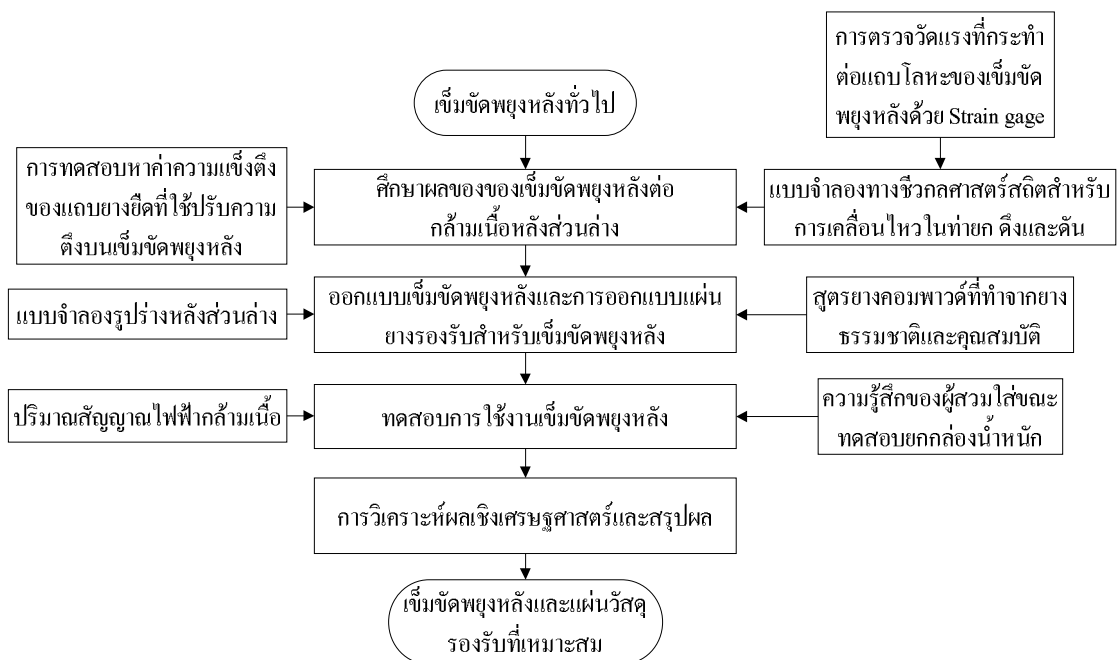 การตรวจวัดแรงที่กระทำ
ต่อแถบโลหะของเข็มขัด
พยุงหลังด้วย Strain gage
เข็มขัดพยุงหลังทั่วไป
การทดสอบหาค่าความแข็งตึง
ของแถบยางยืดที่ใช้ปรับความ
ตึงบนเข็มขัดพยุงหลัง
ศึกษาผลของของเข็มขัดพยุงหลังต่อ
กล้ามเนื้อหลังส่วนล่าง
แบบจำลองทางชีวกลศาสตร์สถิตสำหรับ
การเคลื่อนไหวในท่ายก ดึงและดัน
แบบจำลองรูปร่างหลังส่วนล่าง
ออกแบบเข็มขัดพยุงหลังและการออกแบบแผ่น
ยางรองรับสำหรับเข็มขัดพยุงหลัง
สูตรยางคอมพาวด์ที่ทำจากยาง
ธรรมชาติและคุณสมบัติ
ปริมาณสัญญาณไฟฟ้ากล้ามเนื้อ
ทดสอบการใช้งานเข็มขัดพยุงหลัง
ความรู้สึกของผู้สวมใส่ขณะ
ทดสอบยกกล่องน้ำหนัก
การวิเคราะห์ผลเชิงเศรษฐศาสตร์และสรุปผล
เข็มขัดพยุงหลังและแผ่นวัสดุ
รองรับที่เหมาะสม